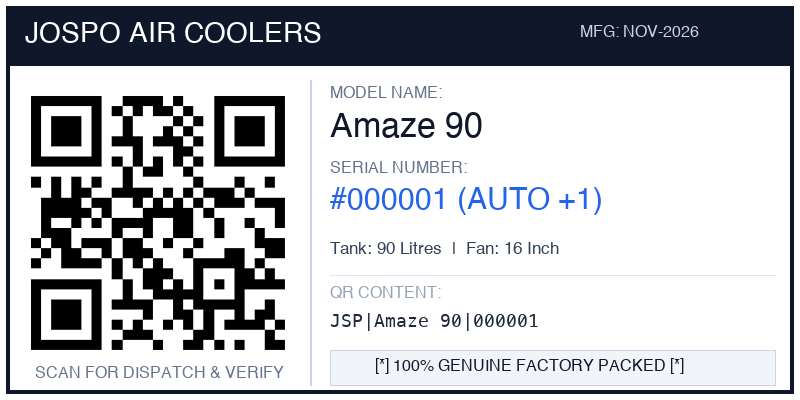 JOSPO AIR COOLERS
MFG: NOV-2026
MODEL NAME:
Amaze 90
SERIAL NUMBER:
#000001 (AUTO +1)
Tank: 90 Litres | Fan: 16 Inch
QR CONTENT:
JSP|Amaze 90|000001
[*] 100% GENUINE FACTORY PACKED [*]
SCAN FOR DISPATCH & VERIFY